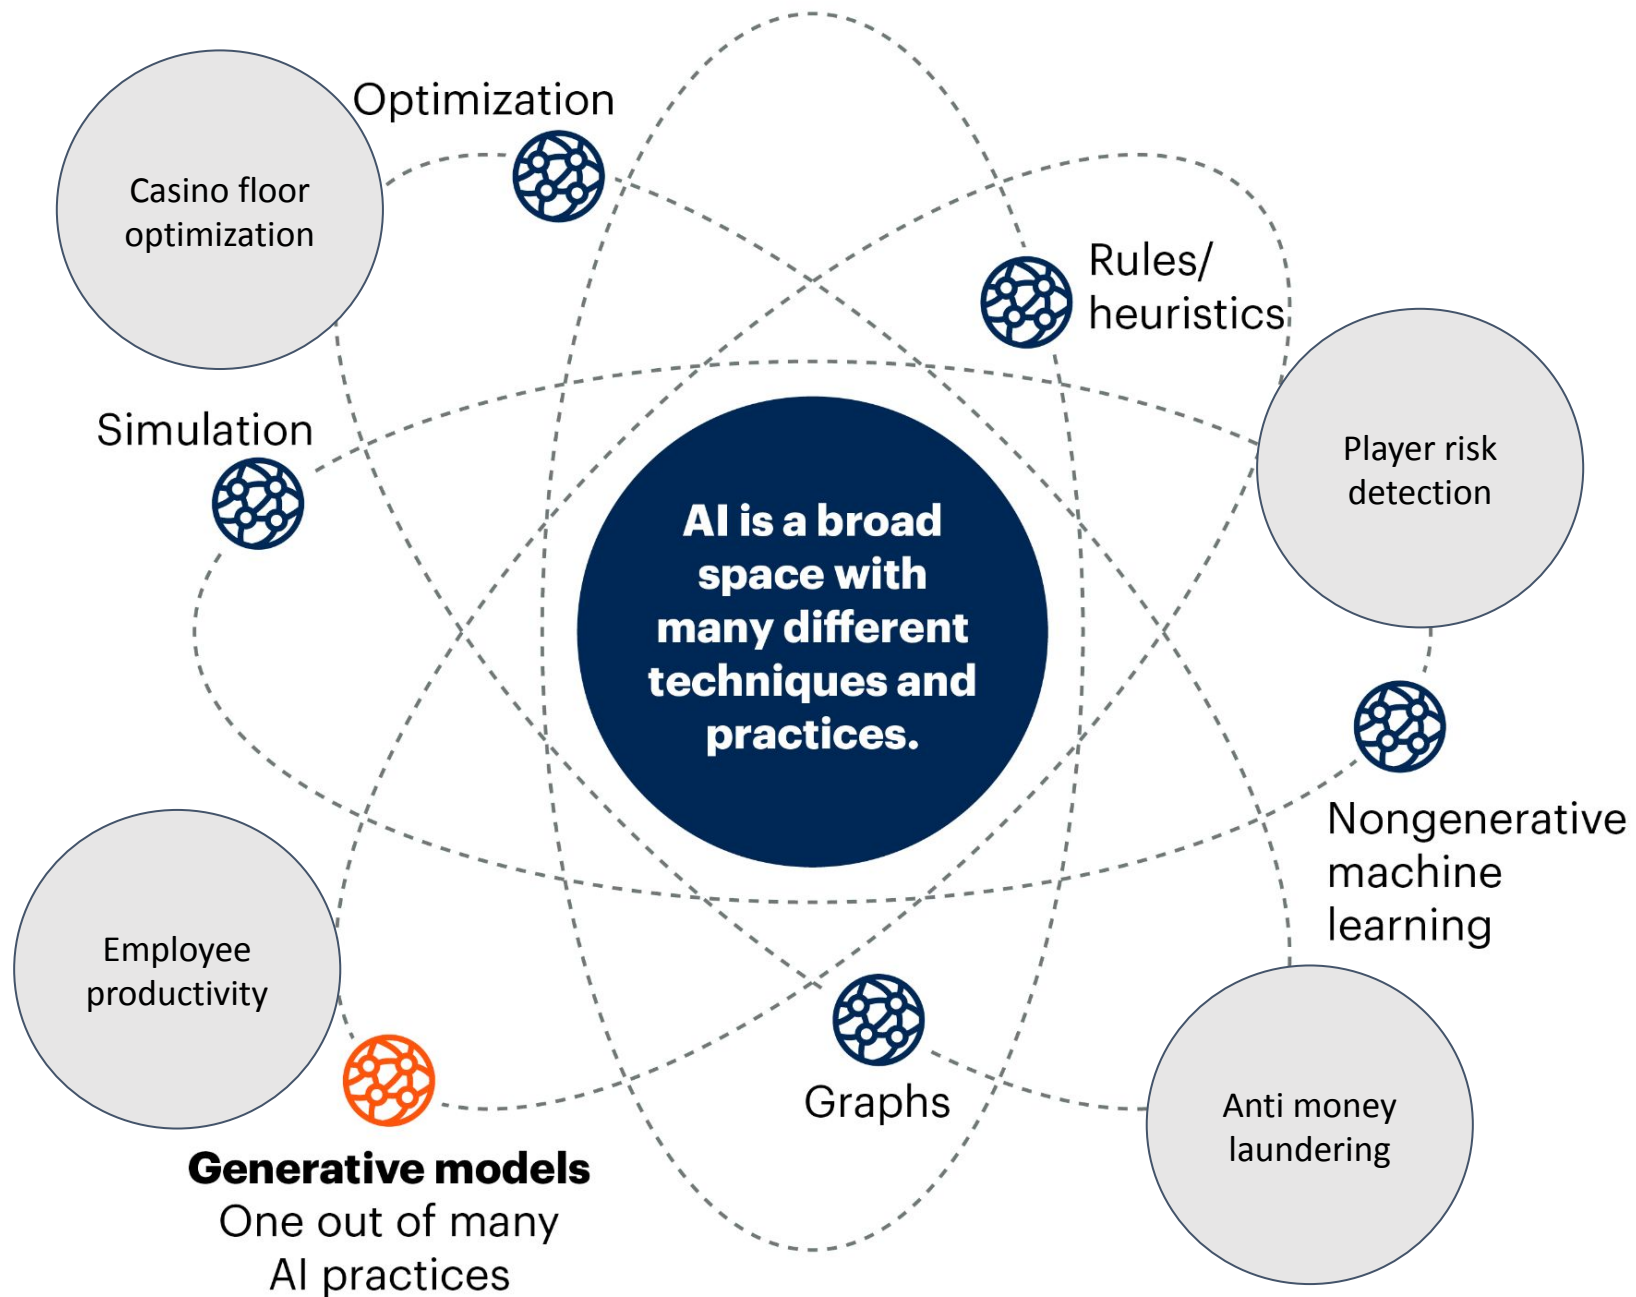 Optimization
Casino floor
optimization
Rules/
heuristics
Simulation
Player risk
detection
AI is a broad
space with
many different
techniques and
practices.
Nongenerative
machine
learning
Employee
productivity
Graphs
Anti money
laundering
Generative models
One out of many
AI practices